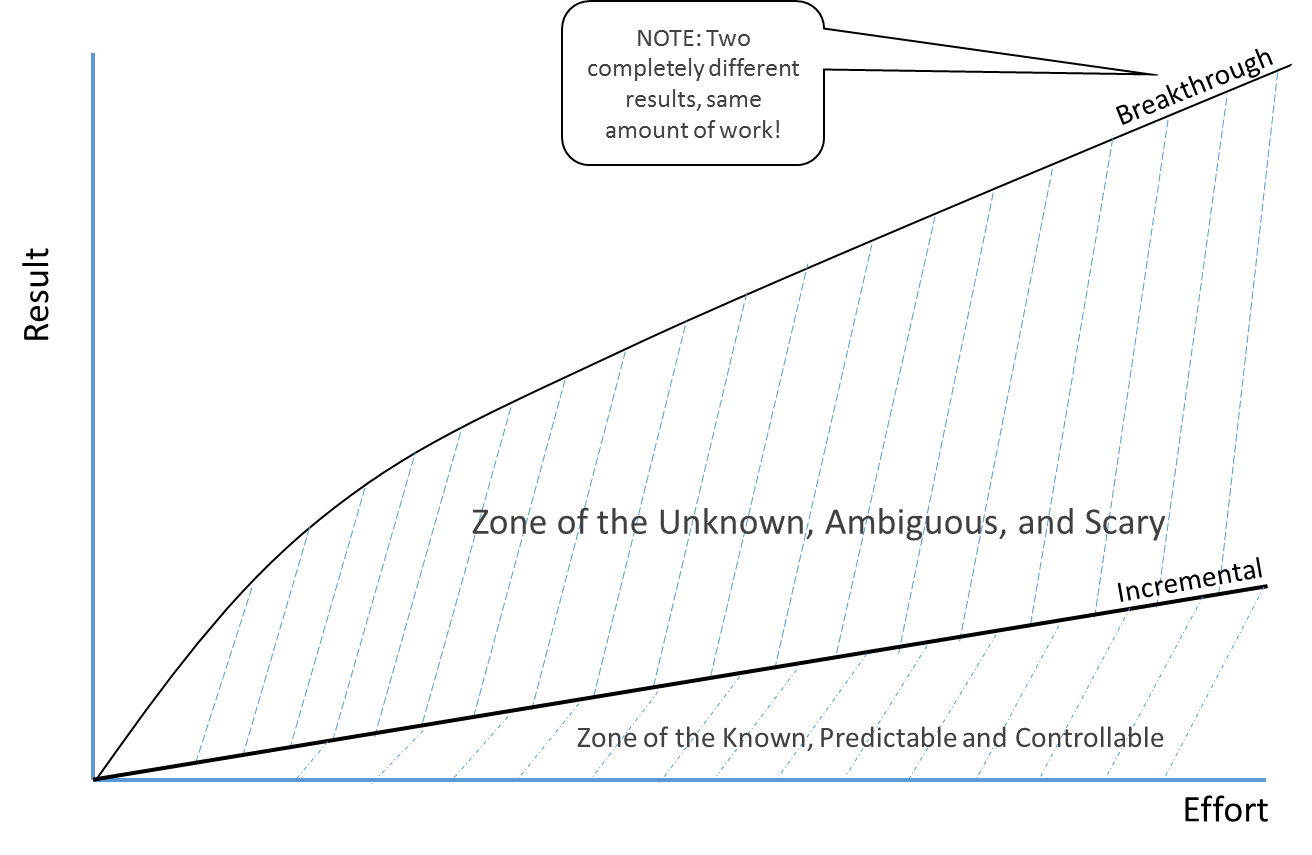 NOTE: Two
completely different
results, same
amount of work!
Breakthrough
Result
Zone of the Unknown, Ambiguous, and Scary
Incremental
Zone of the Known, Predictable and Controllable
Effort